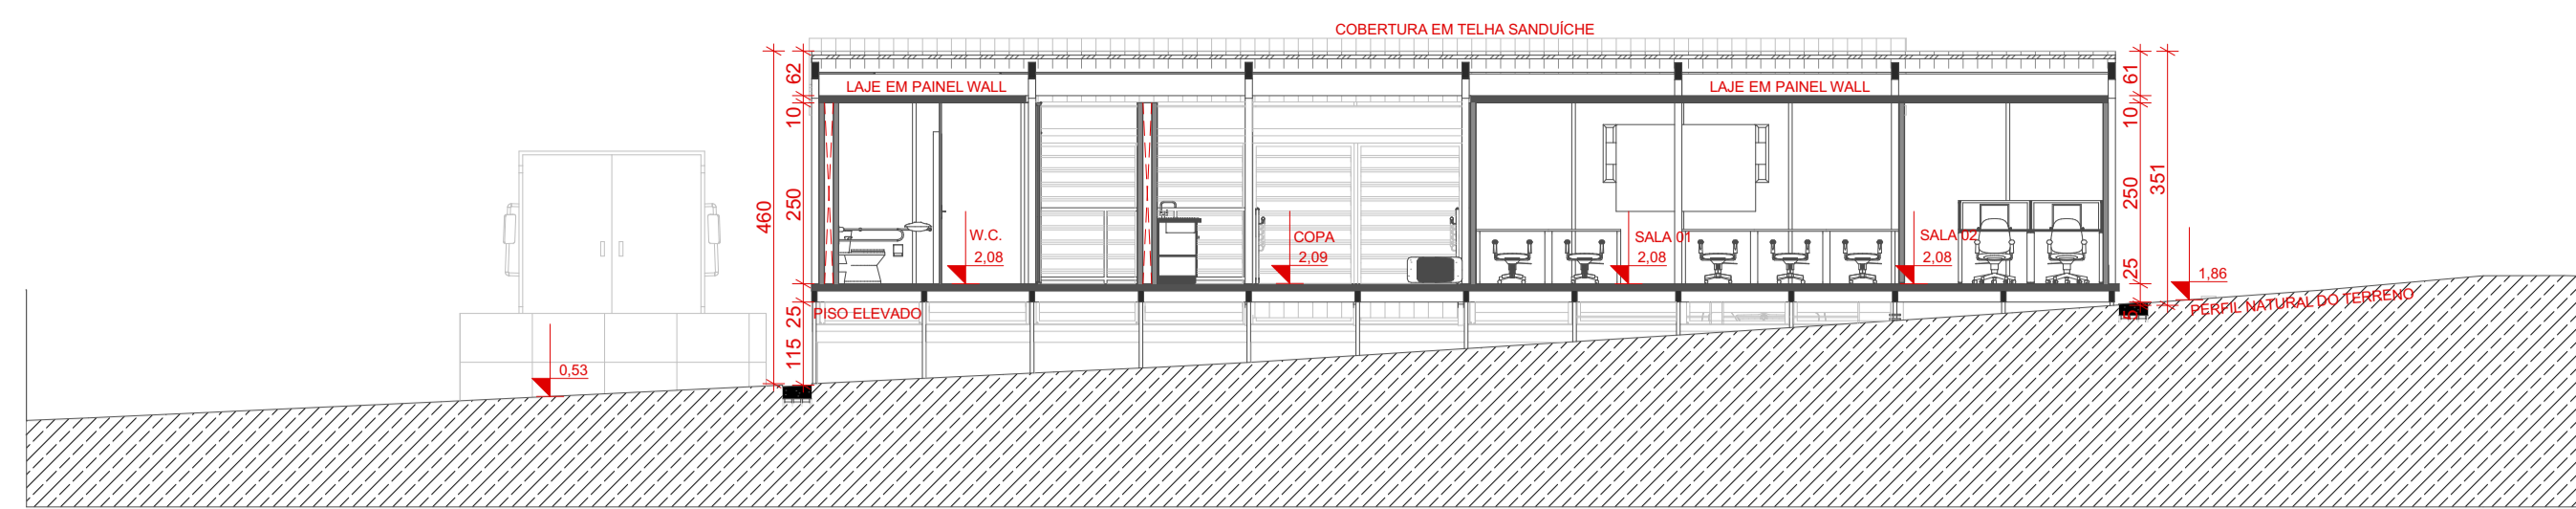 COBERTURA EM TELHA SANDUÍCHE
62
61
LAJE EM PAINEL WALL
LAJE EM PAINEL WALL
10
10
460
250
250
351
W.C.
2,08
COPA
2,09
SALA 01
2,08
SALA 02
2,08
25
1,86
PERFIL NATURAL DO TERRENO
PISO ELEVADO
25
5
115
0,53